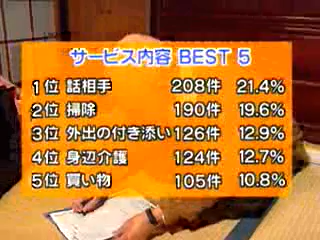 サービス内容 BEST 5
1位 話相手 208件 21.4%
2位 掃除 190件 19.6%
3位 外出の付き添い 126件 12.9%
4位 身辺介護 124件 12.7%
5位 買い物 105件 10.8%